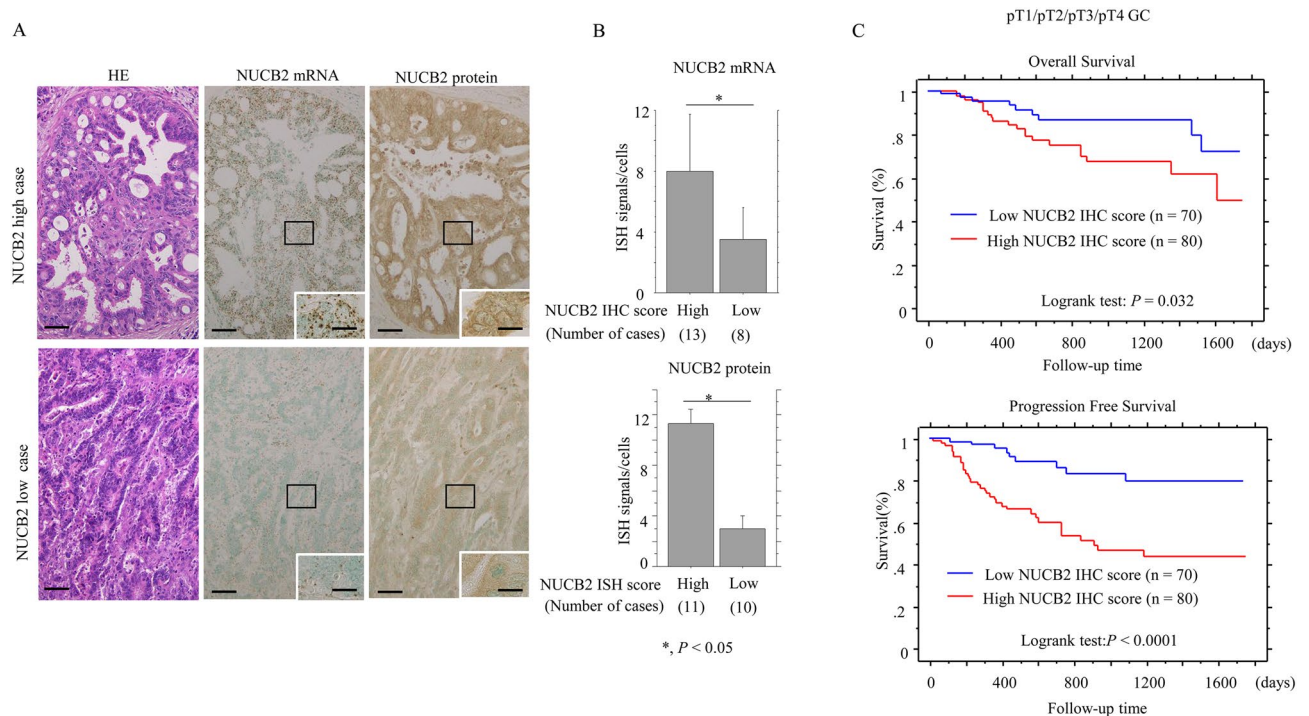 A
HE
NUCB2 mRNA
NUCB2 protein
NUCB2 high case
NUCB2 low case
B
NUCB2 mRNA
*
12
8
4
0
ISH signals/cells
NUCB2 IHC score High Low
(Number of cases) (13) (8)
NUCB2 protein
*
12
8
4
0
ISH signals/cells
NUCB2 ISH score High Low
(Number of cases) (11) (10)
*, P < 0.05
C
pT1/pT2/pT3/pT4 GC
Overall Survival
1
.8
.6
.4
.2
0
Survival (%)
Low NUCB2 IHC score (n = 70)
High NUCB2 IHC score (n = 80)
Logrank test: P = 0.032
0 400 800 1200 1600 (days)
Follow-up time
Progression Free Survival
1
.8
.6
.4
.2
0
Survival(%)
Low NUCB2 IHC score (n = 70)
High NUCB2 IHC score (n = 80)
Logrank test:P < 0.0001
0 400 800 1200 1600 (days)
Follow-up time